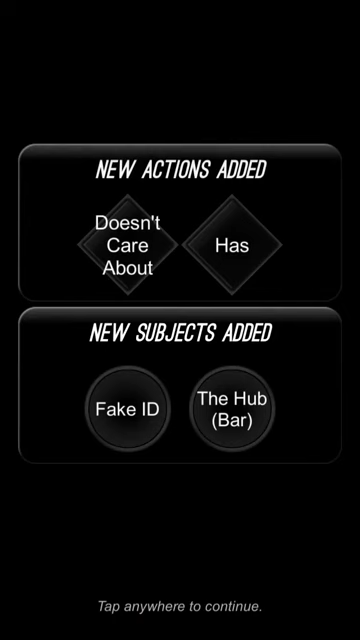 NEW ACTIONS ADDED
Doesn't
Care
About
Has
NEW SUBJECTS ADDED
Fake ID
The Hub
(Bar)
Tap anywhere to continue.